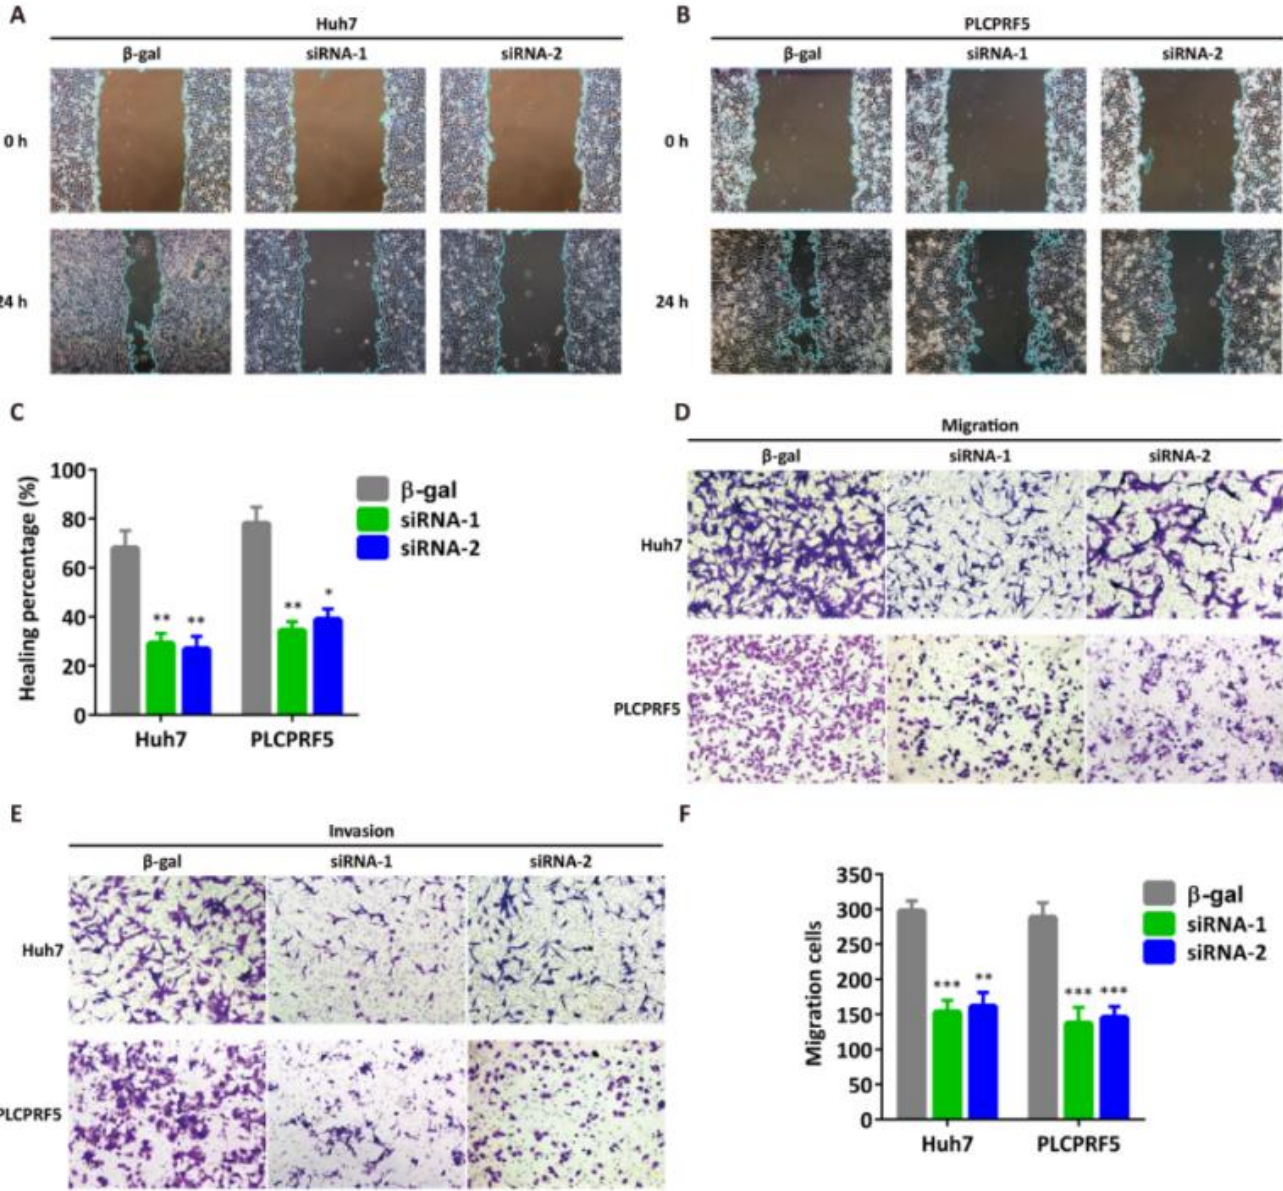 A
Huh7
β-gal siRNA-1 siRNA-2
0 h
24 h
B
PLCPRF5
β-gal siRNA-1 siRNA-2
0 h
24 h
C
Healing percentage (%)
100
80
60
40
20
0
** ** ** *
Huh7 PLCPRF5
β-gal
siRNA-1
siRNA-2
D
Migration
β-gal siRNA-1 siRNA-2
Huh7
PLCPRF5
E
Invasion
β-gal siRNA-1 siRNA-2
Huh7
PLCPRF5
F
Migration cells
350
300
250
200
150
100
50
0
*** ** *** ***
Huh7 PLCPRF5
β-gal
siRNA-1
siRNA-2